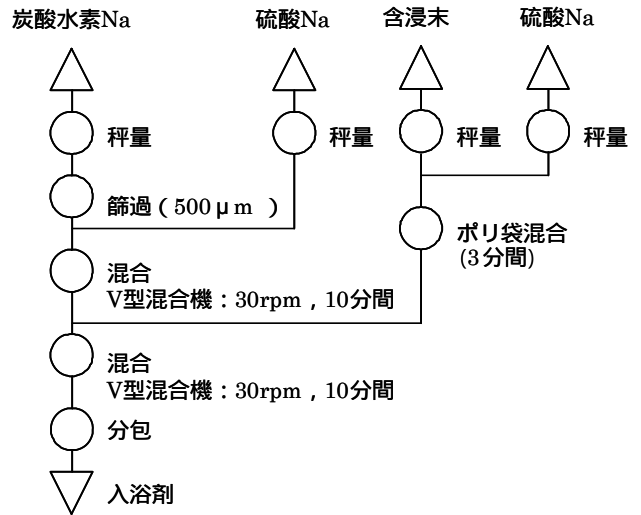 炭酸水素Na
硫酸Na
含浸末
硫酸Na
秤量
秤量
秤量
秤量
篩過（500μm ）
ポリ袋混合
(3分間)
混合
V型混合機：30rpm，10分間
混合
V型混合機：30rpm，10分間
分包
入浴剤